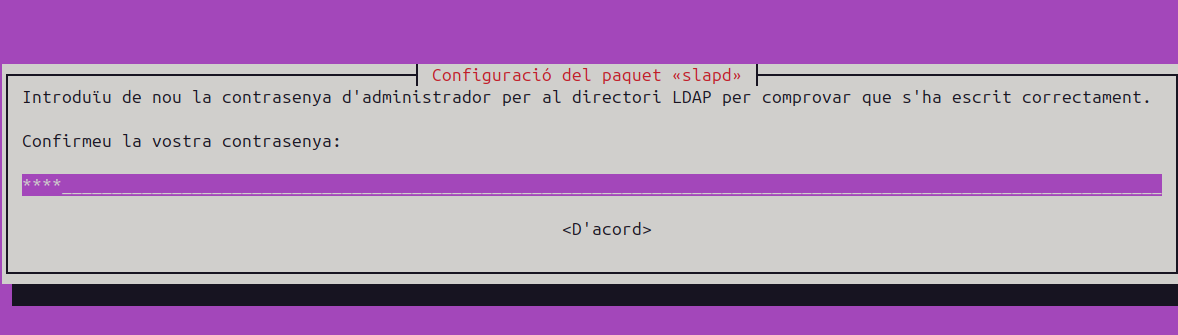 Configuració del paquet «slapd»
Introduïu de nou la contrasenya d'administrador per al directori LDAP per comprovar que s'ha escrit correctament.
Confirmeu la vostra contrasenya:
****
<D'acord>